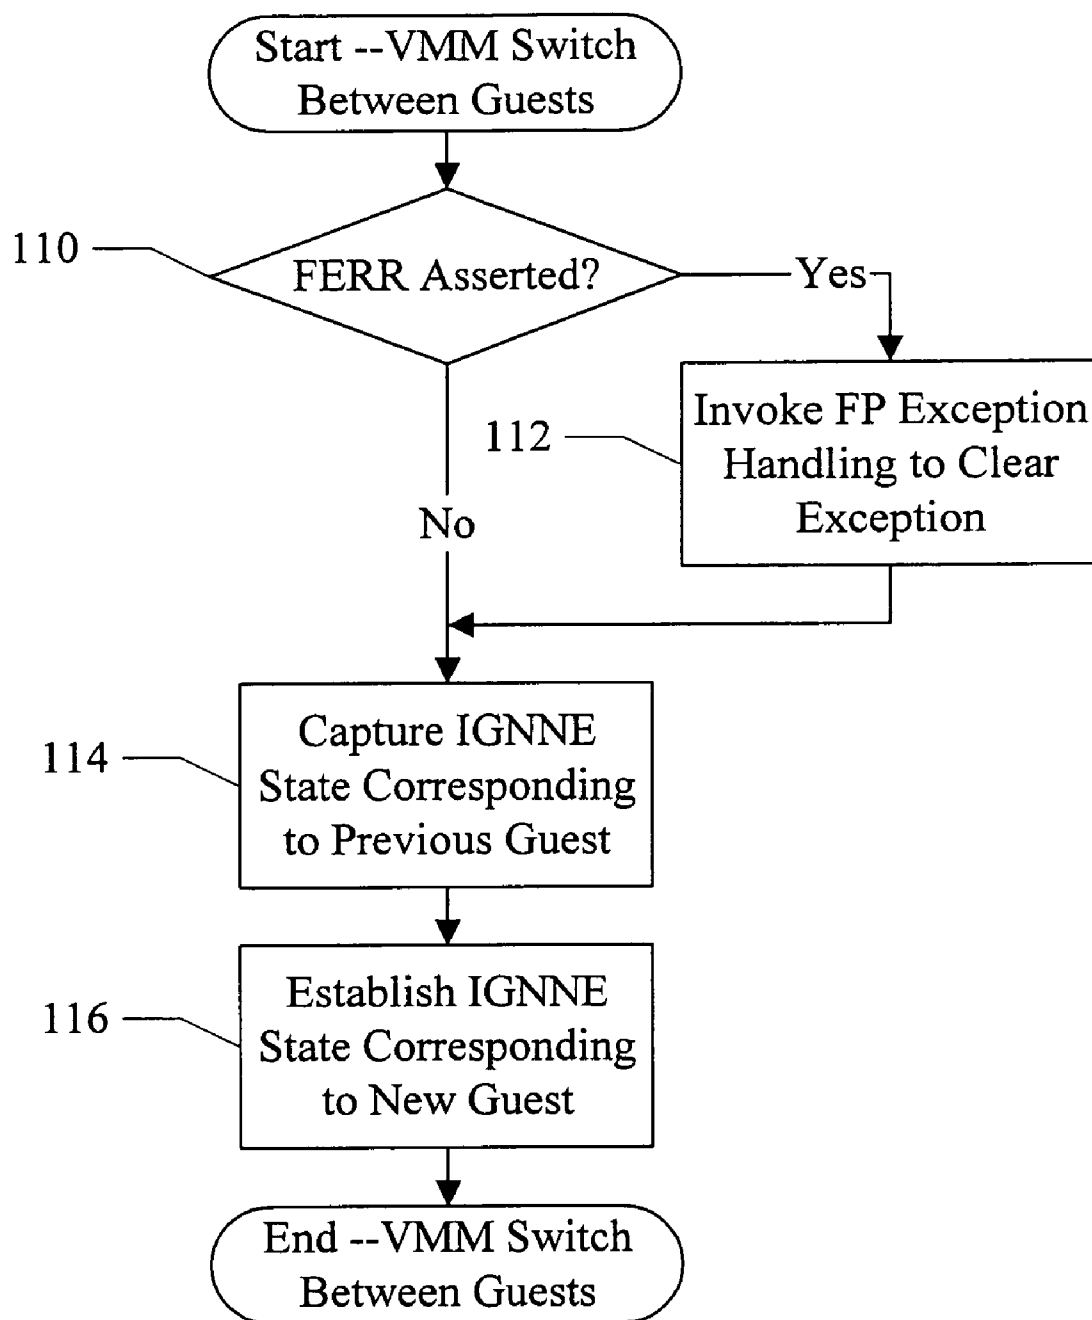 Start --VMM Switch
Between Guests
110
FERR Asserted?
Yes
112
Invoke FP Exception
Handling to Clear
Exception
No
114
Capture IGNNE
State Corresponding
to Previous Guest
116
Establish IGNNE
State Corresponding
to New Guest
End --VMM Switch
Between Guests